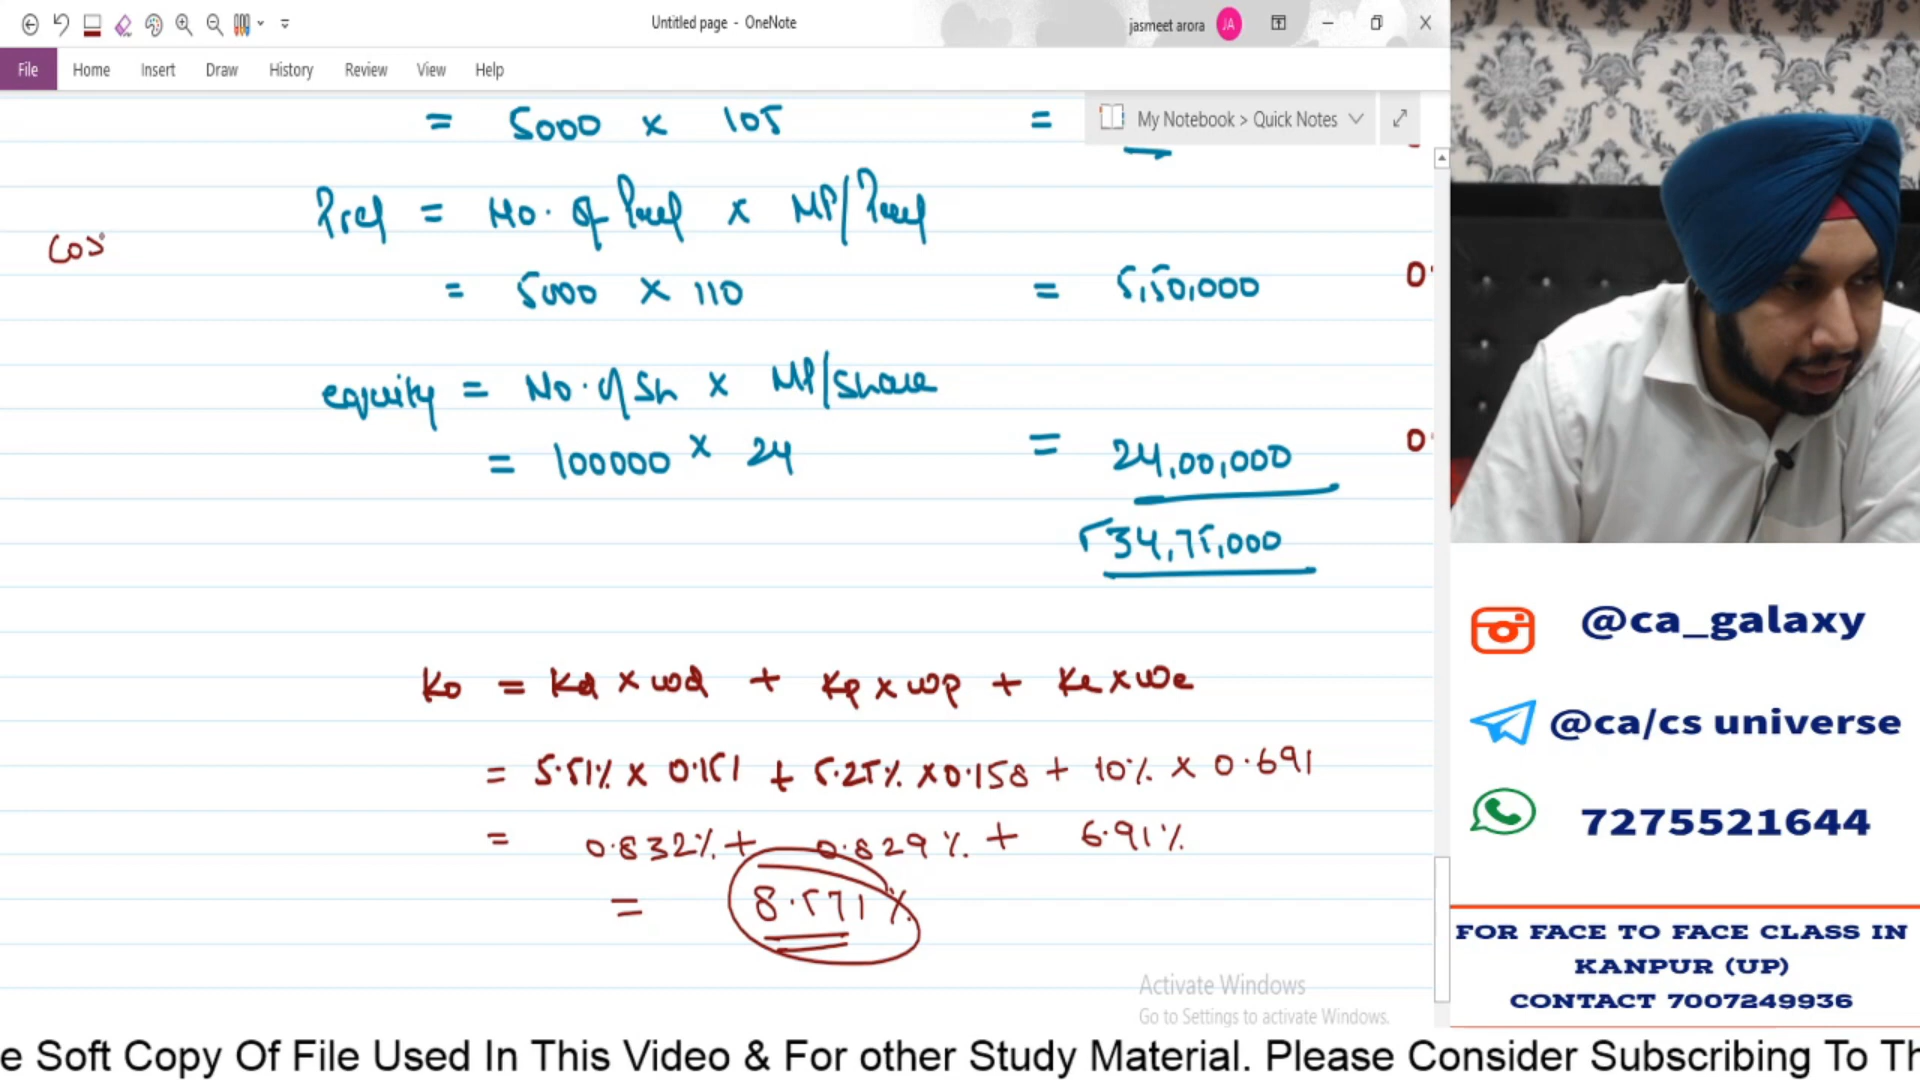 Untitled page - OneNote
jasmeet arora JA
File Home Insert Draw History Review View Help
My Notebook > Quick Notes
= 5000 x 105 =
Pref = No. of Pref x MP/Pref
Cos
= 5000 x 110 = 5,50,000 0.
equity = No. of Sh x MP/Share
= 100000 x 24 = 24,00,000 0.
34,75,000
Ko = Kd x wd + Kp x wp + Ke x we
= 5.51% x 0.151 + 5.25% x 0.158 + 10% x 0.691
= 0.832% + 0.829% + 6.91%
= 8.571%
Activate Windows
Go to Settings to activate Windows.
@ca_galaxy
@ca/cs universe
7275521644
FOR FACE TO FACE CLASS IN
KANPUR (UP)
CONTACT 7007249936
e Soft Copy Of File Used In This Video & For other Study Material. Please Consider Subscribing To Th